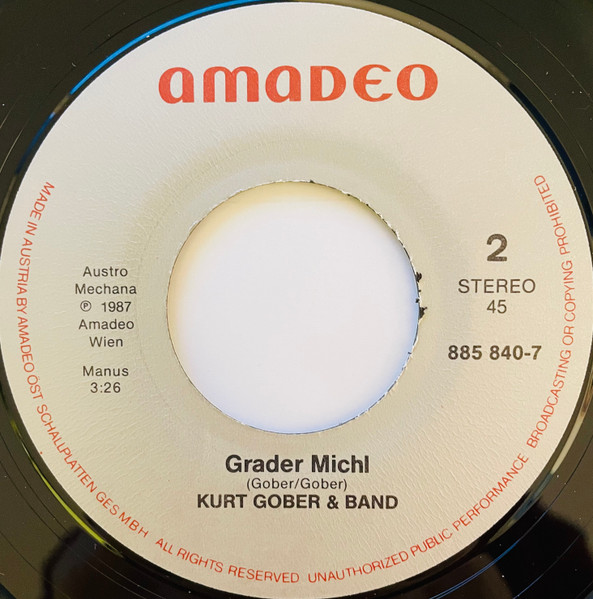 amaDEO
Austro
Mechana
℗ 1987
Amadeo
Wien
Manus
3:26
2
STEREO
45
885 840-7
Grader Michl
(Gober/Gober)
KURT GOBER & BAND
MADE IN AUSTRIA BY AMADEO ÖST SCHALLPLATTEN GES MBH ALL RIGHTS RESERVED UNAUTHORIZED PUBLIC PERFORMANCE BROADCASTING OR COPYING PROHIBITED